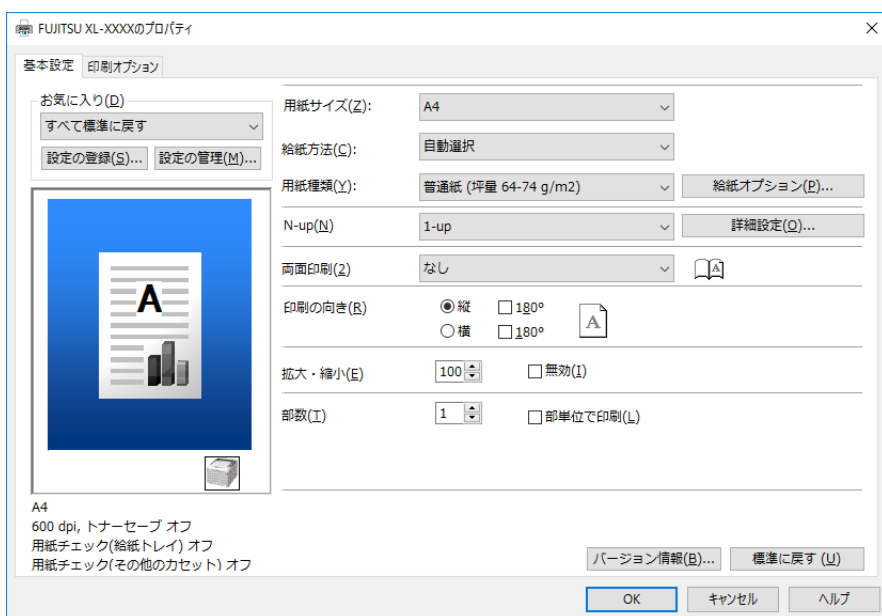 FUJITSU XL-XXXXのプロパティ
基本設定 印刷オプション
お気に入り(D)
すべて標準に戻す
設定の登録(S)... 設定の管理(M)...
A
A4
600 dpi, トナーセーブ オフ
用紙チェック(給紙トレイ) オフ
用紙チェック(その他のカセット) オフ
用紙サイズ(Z): A4
給紙方法(C): 自動選択
用紙種類(Y): 普通紙 (坪量 64-74 g/m2) 給紙オプション(P)...
N-up(N) 1-up 詳細設定(O)...
両面印刷(2) なし A
印刷の向き(R) 縦 180° A
横 180°
拡大・縮小(E) 100 無効(I)
部数(T) 1 部単位で印刷(L)
バージョン情報(B)... 標準に戻す (U)
OK キャンセル ヘルプ